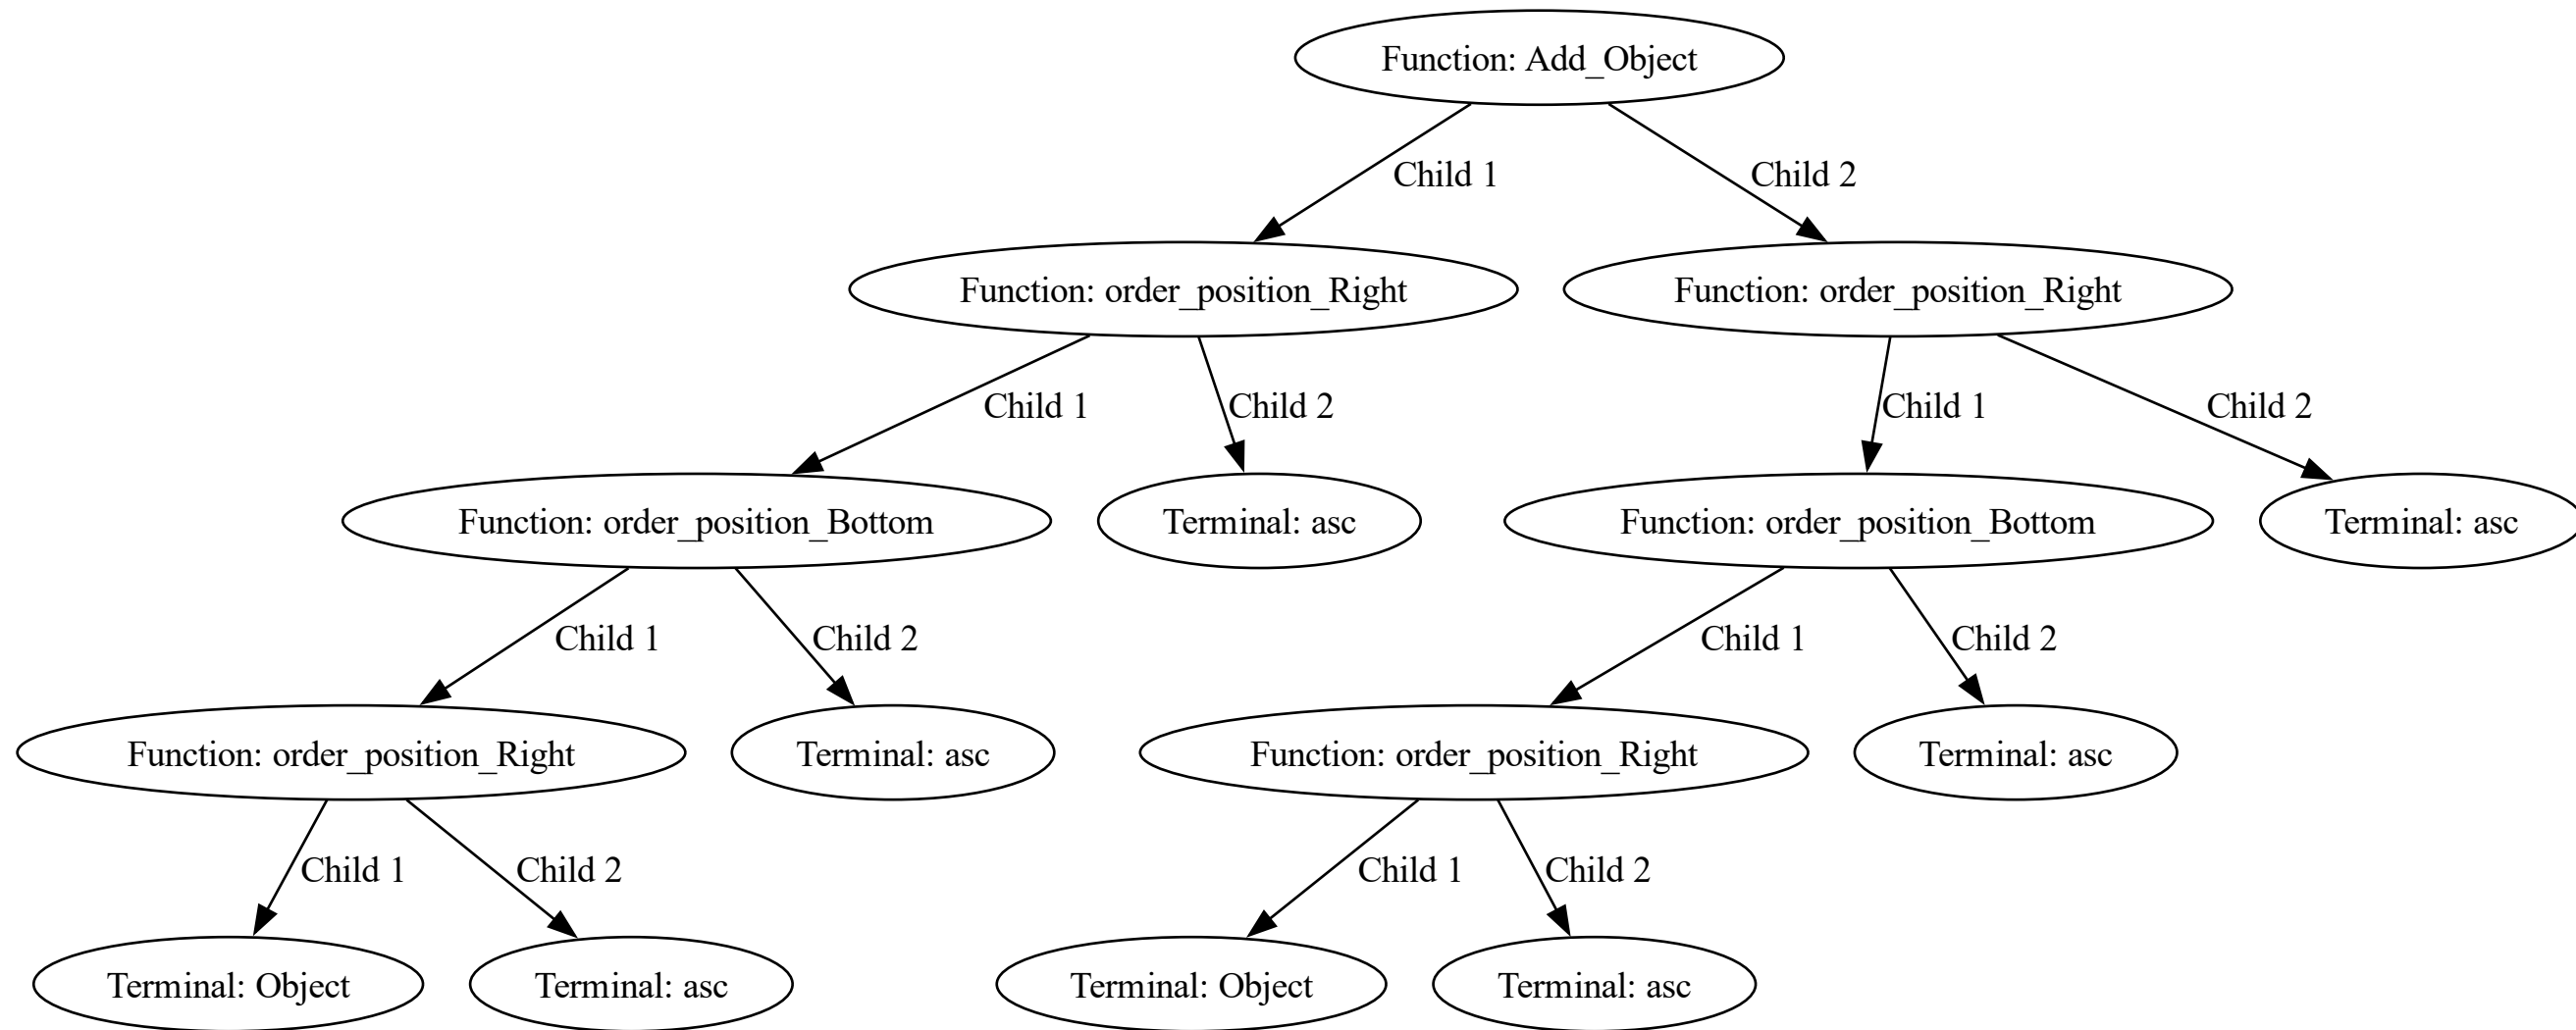 Function: Add_Object
Child 1
Child 2
Function: order_position_Right
Function: order_position_Right
Child 1
Child 2
Child 1
Child 2
Function: order_position_Bottom
Terminal: asc
Function: order_position_Bottom
Terminal: asc
Child 1
Child 2
Child 1
Child 2
Function: order_position_Right
Terminal: asc
Function: order_position_Right
Terminal: asc
Child 1
Child 2
Child 1
Child 2
Terminal: Object
Terminal: asc
Terminal: Object
Terminal: asc